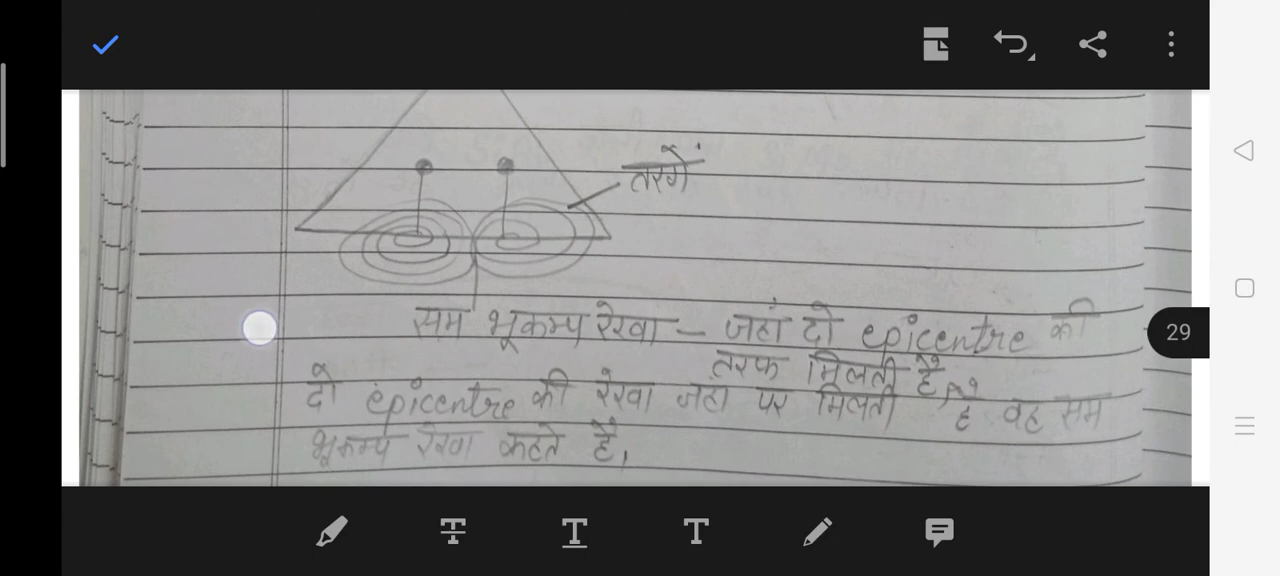 तरंगें
सम भूकम्प रेखा – जहां दो epicentre की
तरफ मिलती है,
दो epicentre की रेखा जहां पर मिलती है वह सम
भूकम्प रेखा कहते हैं,
29